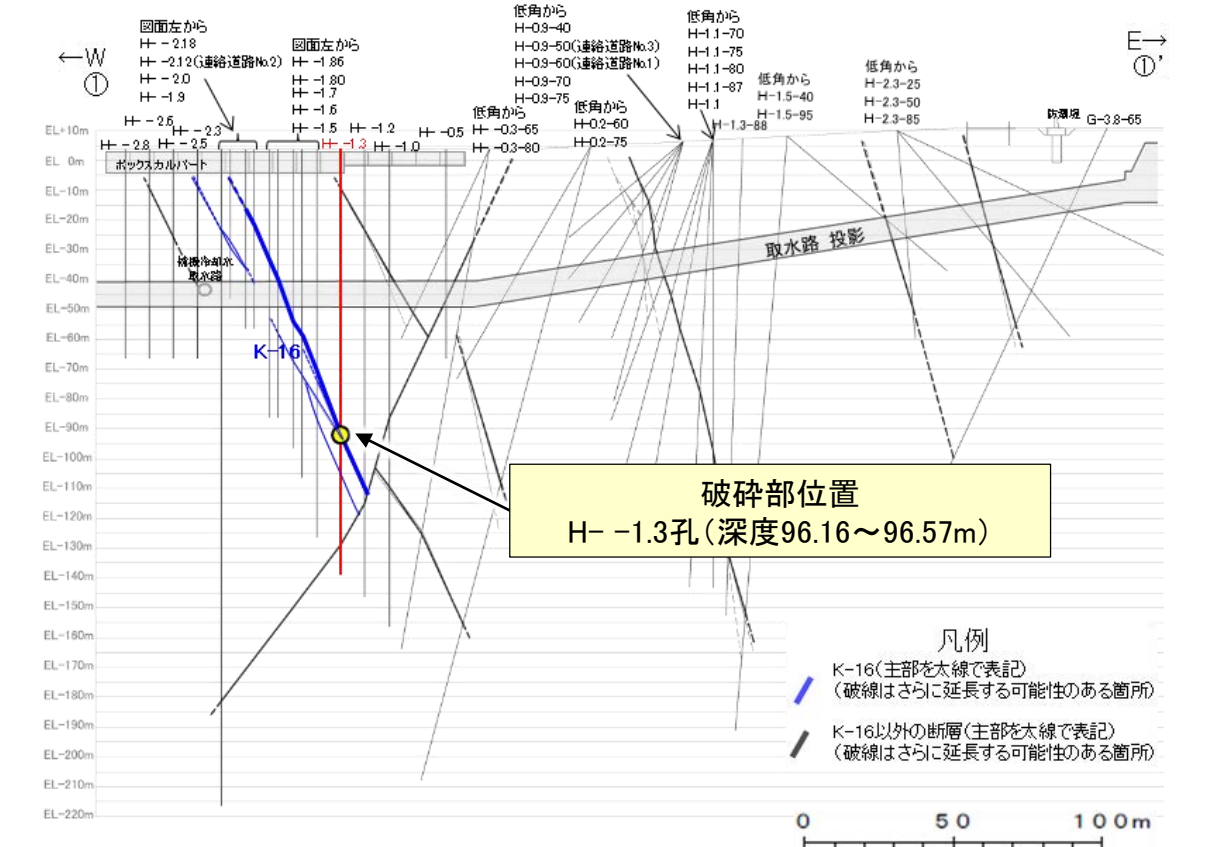 ←W
①
図面左から
H- -2.18
H- -2.12(連絡道路No.2)
H- -2.0
H- -1.9
図面左から
H- -1.86
H- -1.80
H- -1.7
H- -1.6
H- -1.5
H- -2.8
H- -2.6
H- -2.5
H- -2.3
H- -1.3
H- -1.2
H- -1.0
H- -0.5
低角から
H- -0.3-65
H- -0.3-80
低角から
H-0.9-40
H-0.9-50(連絡道路No.3)
H-0.9-60(連絡道路No.1)
H-0.9-70
H-0.9-75
低角から
H-0.2-60
H-0.2-75
低角から
H-1.1-70
H-1.1-75
H-1.1-80
H-1.1-87
H-1.1
H-1.3-88
低角から
H-1.5-40
H-1.5-95
低角から
H-2.3-25
H-2.3-50
H-2.3-85
防潮堤
G-3.8-65
E→
①’
EL+10m
EL 0m
EL-10m
EL-20m
EL-30m
EL-40m
EL-50m
EL-60m
EL-70m
EL-80m
EL-90m
EL-100m
EL-110m
EL-120m
EL-130m
EL-140m
EL-150m
EL-160m
EL-170m
EL-180m
EL-190m
EL-200m
EL-210m
EL-220m
ボックスカルバート
補機冷却水
取水路
取水路 投影
K-16
破砕部位置
H- -1.3孔(深度96.16～96.57m)
凡例
K-16(主部を太線で表記)
(破線はさらに延長する可能性のある箇所)
K-16以外の断層(主部を太線で表記)
(破線はさらに延長する可能性のある箇所)
0 50 100m